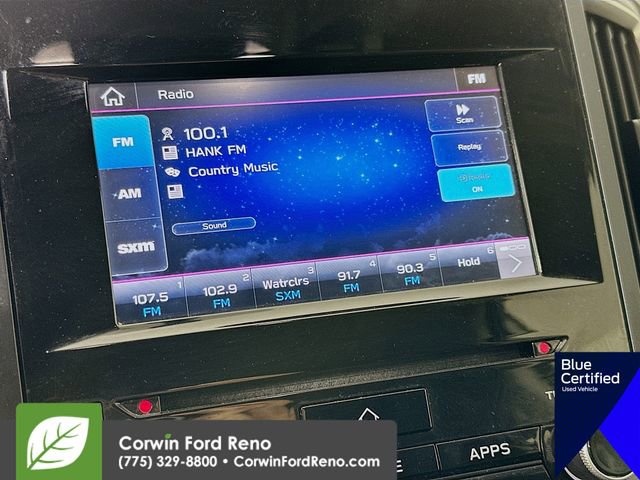 Radio
FM
FM
AM
SXM
100.1
HANK FM
Country Music
Sound
Scan
Replay
ON
107.5 1
FM
102.9 2
FM
Watrclrs 3
SXM
91.7 4
FM
90.3 5
FM
Hold 6
APPS
Blue
Certified
Used Vehicle
Corwin Ford Reno
(775) 329-8800 • CorwinFordReno.com